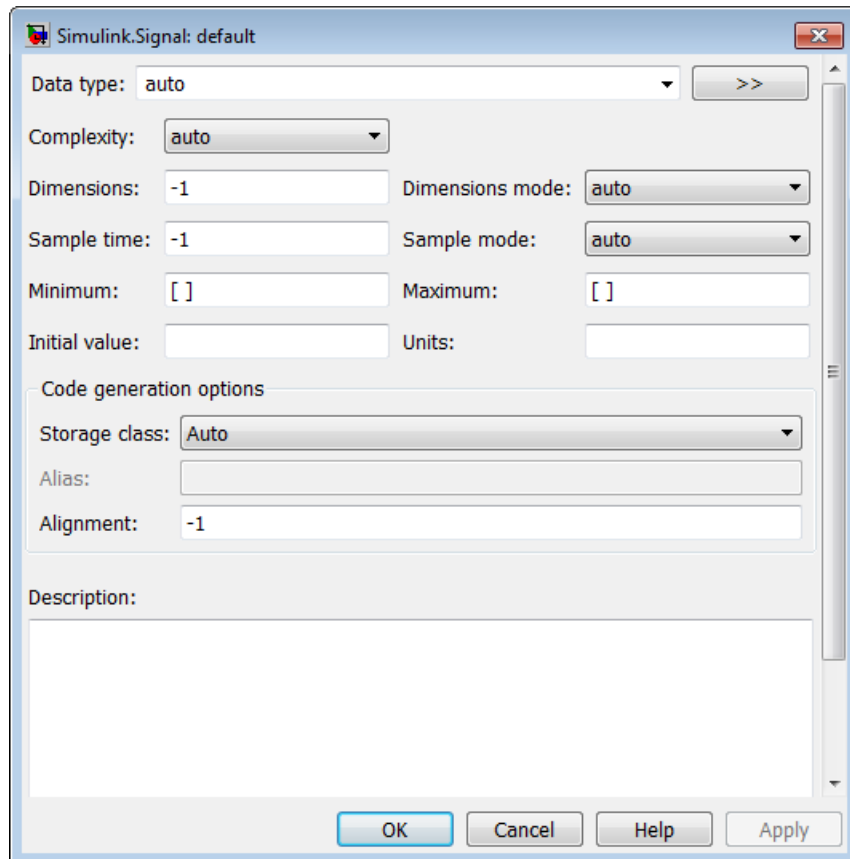 Simulink.Signal: default
Data type: auto >>
Complexity: auto
Dimensions: -1 Dimensions mode: auto
Sample time: -1 Sample mode: auto
Minimum: [ ] Maximum: [ ]
Initial value: Units:
Code generation options
Storage class: Auto
Alias:
Alignment: -1
Description:
OK Cancel Help Apply